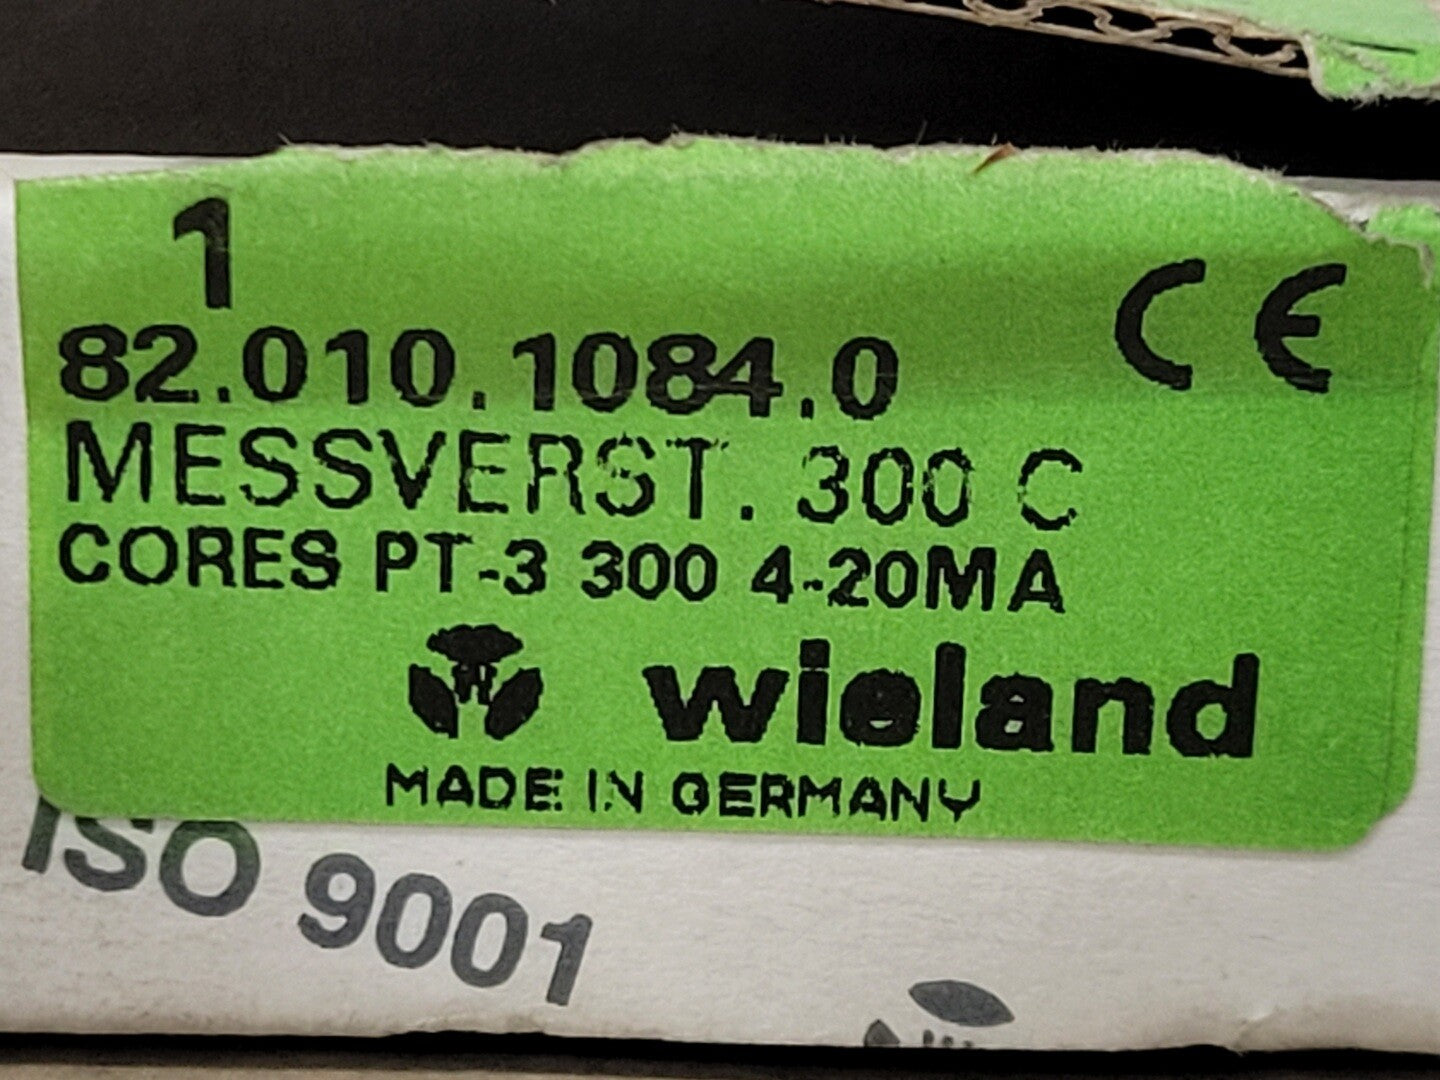 1
CE
82.010.1084.0
MESSVERST. 300 C
CORES PT-3 300 4-20MA
wieland
MADE IN GERMANY
ISO 9001